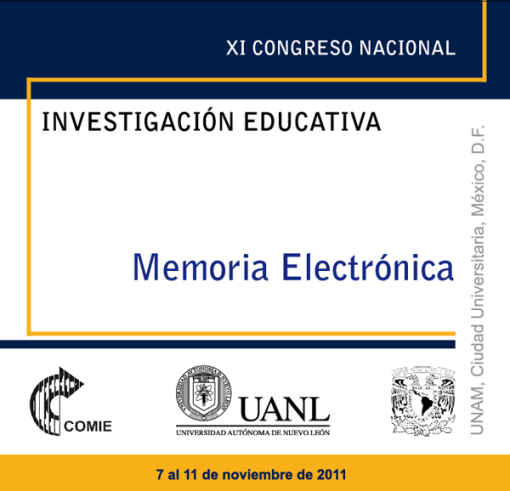 XI CONGRESO NACIONAL
INVESTIGACIÓN EDUCATIVA
Memoria Electrónica
UNAM, Ciudad Universitaria, México, D.F.
COMIE
UANL
UNIVERSIDAD AUTÓNOMA DE NUEVO LEÓN
7 al 11 de noviembre de 2011